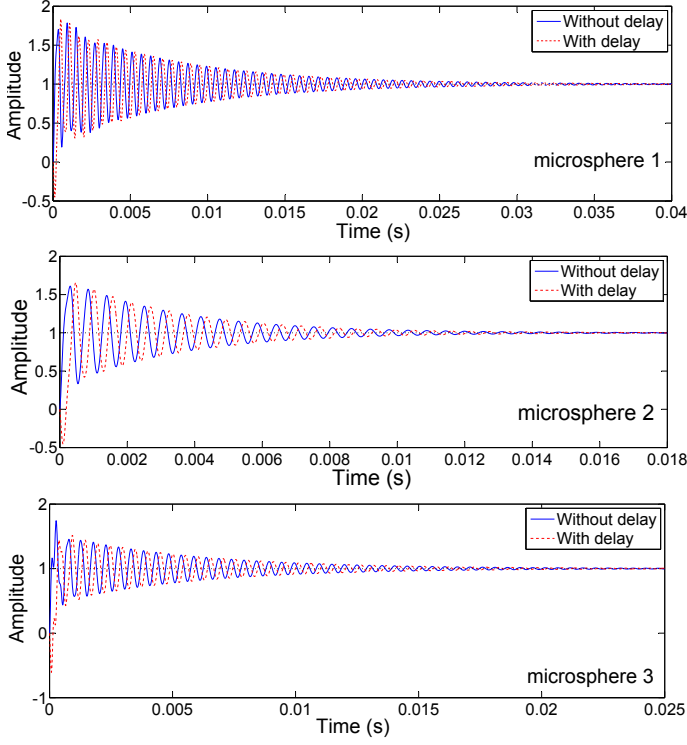 2
1.5
1
0.5
0
-0.5
Amplitude
Without delay
With delay
microsphere 1
0 0.005 0.01 0.015 0.02 0.025 0.03 0.035 0.04
Time (s)
2
1.5
1
0.5
0
-0.5
Amplitude
Without delay
With delay
microsphere 2
0 0.002 0.004 0.006 0.008 0.01 0.012 0.014 0.016 0.018
Time (s)
2
1
0
-1
Amplitude
Without delay
With delay
microsphere 3
0 0.005 0.01 0.015 0.02 0.025
Time (s)